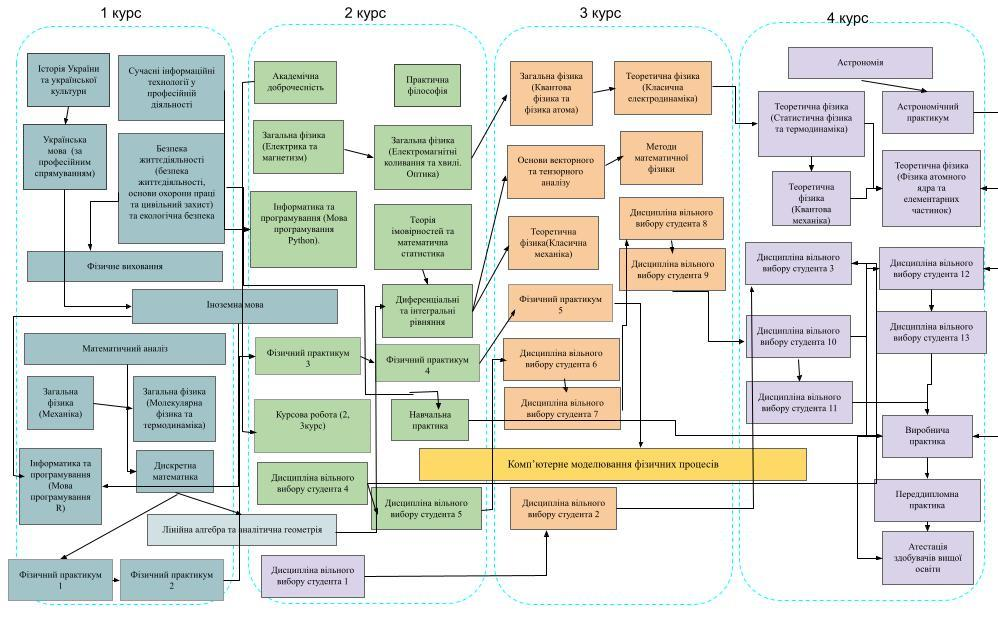 1 курс
2 курс
3 курс
4 курс
Історія України
та української
культури
Сучасні інформаційні
технології у
професійній
діяльності
Українська
мова (за
професійним
спрямуванням)
Безпека
життєдіяльності
(безпека
життєдіяльності,
основи охорони праці
та цивільний захист)
та екологічна безпека
Фізичне виховання
Іноземна мова
Математичний аналіз
Загальна
фізика
(Механіка)
Загальна фізика
(Молекулярна
фізика та
термодинаміка)
Інформатика та
програмування
(Мова
програмування
R)
Дискретна
математика
Лінійна алгебра та аналітична геометрія
Фізичний практикум
1
Фізичний практикум
2
Академічна
доброчесність
Практична
філософія
Загальна фізика
(Електрика та
магнетизм)
Загальна фізика
(Електромагнітні
коливання та хвилі.
Оптика)
Інформатика та
програмування (Мова
програмування
Python).
Теорія
імовірностей та
математична
статистика
Диференціальні
та інтегральні
рівняння
Фізичний практикум
3
Фізичний практикум
4
Курсова робота (2,
3курс)
Навчальна
практика
Дисципліна вільного
вибору студента 4
Дисципліна вільного
вибору студента 5
Дисципліна вільного
вибору студента 1
Загальна фізика
(Квантова
фізика та
фізика атома)
Теоретична фізика
(Класична
електродинаміка)
Основи векторного
та тензорного
аналізу
Методи
математичної
фізики
Теоретична
фізика(Класична
механіка)
Дисципліна вільного
вибору студента 8
Дисципліна вільного
вибору студента 9
Фізичний практикум
5
Дисципліна вільного
вибору студента 6
Дисципліна вільного
вибору студента 7
Комп’ютерне моделювання фізичних процесів
Дисципліна вільного
вибору студента 2
Астрономія
Теоретична фізика
(Статистична фізика
та термодинаміка)
Астрономічний
практикум
Теоретична
фізика
(Квантова
механіка)
Теоретична фізика
(Фізика атомного
ядра та
елементарних
частинок)
Дисципліна вільного
вибору студента 3
Дисципліна вільного
вибору студента 12
Дисципліна вільного
вибору студента 10
Дисципліна вільного
вибору студента 13
Дисципліна вільного
вибору студента 11
Виробнича
практика
Переддипломна
практика
Атестація
здобувачів вищої
освіти